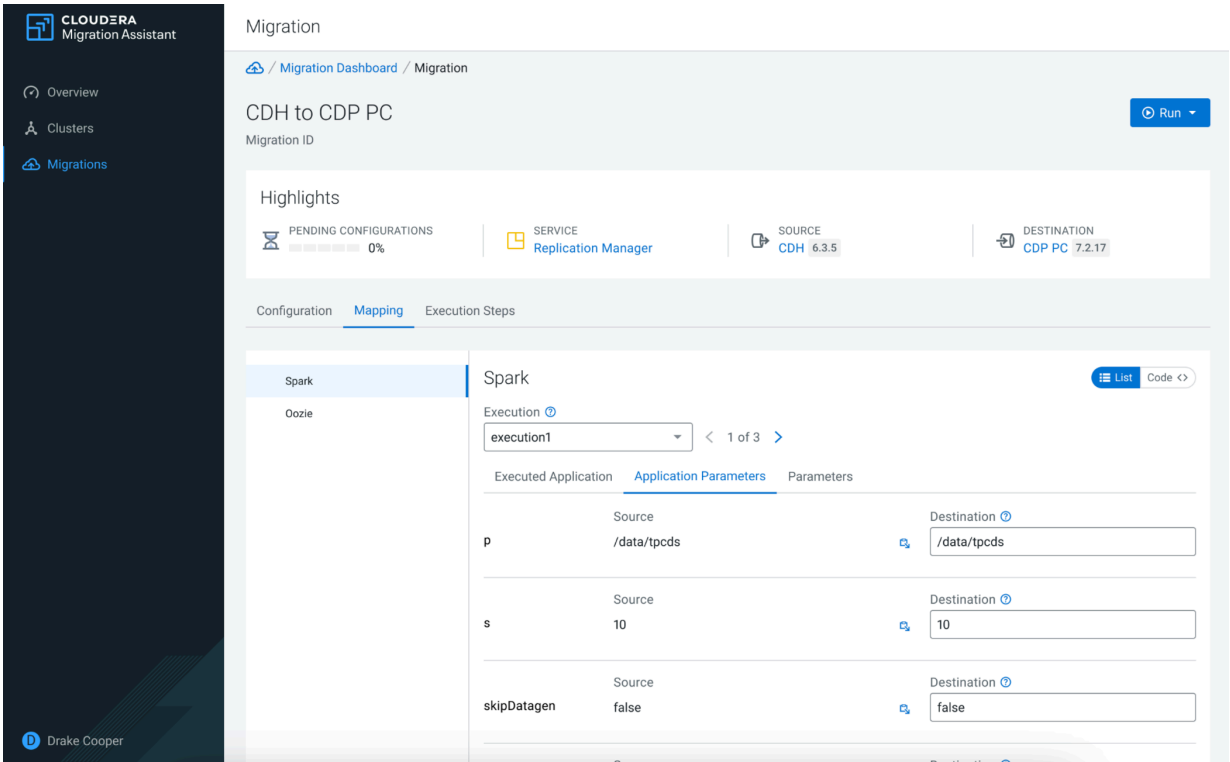 CLOUDERA
Migration Assistant
Overview
Clusters
Migrations
D Drake Cooper
Migration
/ Migration Dashboard / Migration
CDH to CDP PC
Run
Migration ID
Highlights
PENDING CONFIGURATIONS
0%
SERVICE
Replication Manager
SOURCE
CDH 6.3.5
DESTINATION
CDP PC 7.2.17
Configuration Mapping Execution Steps
Spark
Oozie
Spark
List Code <>
Execution ?
execution1 < 1 of 3 >
Executed Application Application Parameters Parameters
Source Destination ?
p /data/tpcds /data/tpcds
Source Destination ?
s 10 10
Source Destination ?
skipDatagen false false